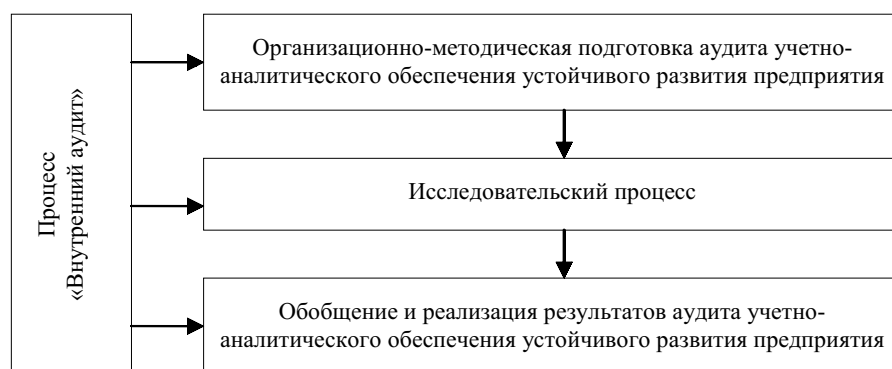 Процесс
«Внутренний аудит»
Организационно-методическая подготовка аудита учетно-
аналитического обеспечения устойчивого развития предприятия
Исследовательский процесс
Обобщение и реализация результатов аудита учетно-
аналитического обеспечения устойчивого развития предприятия